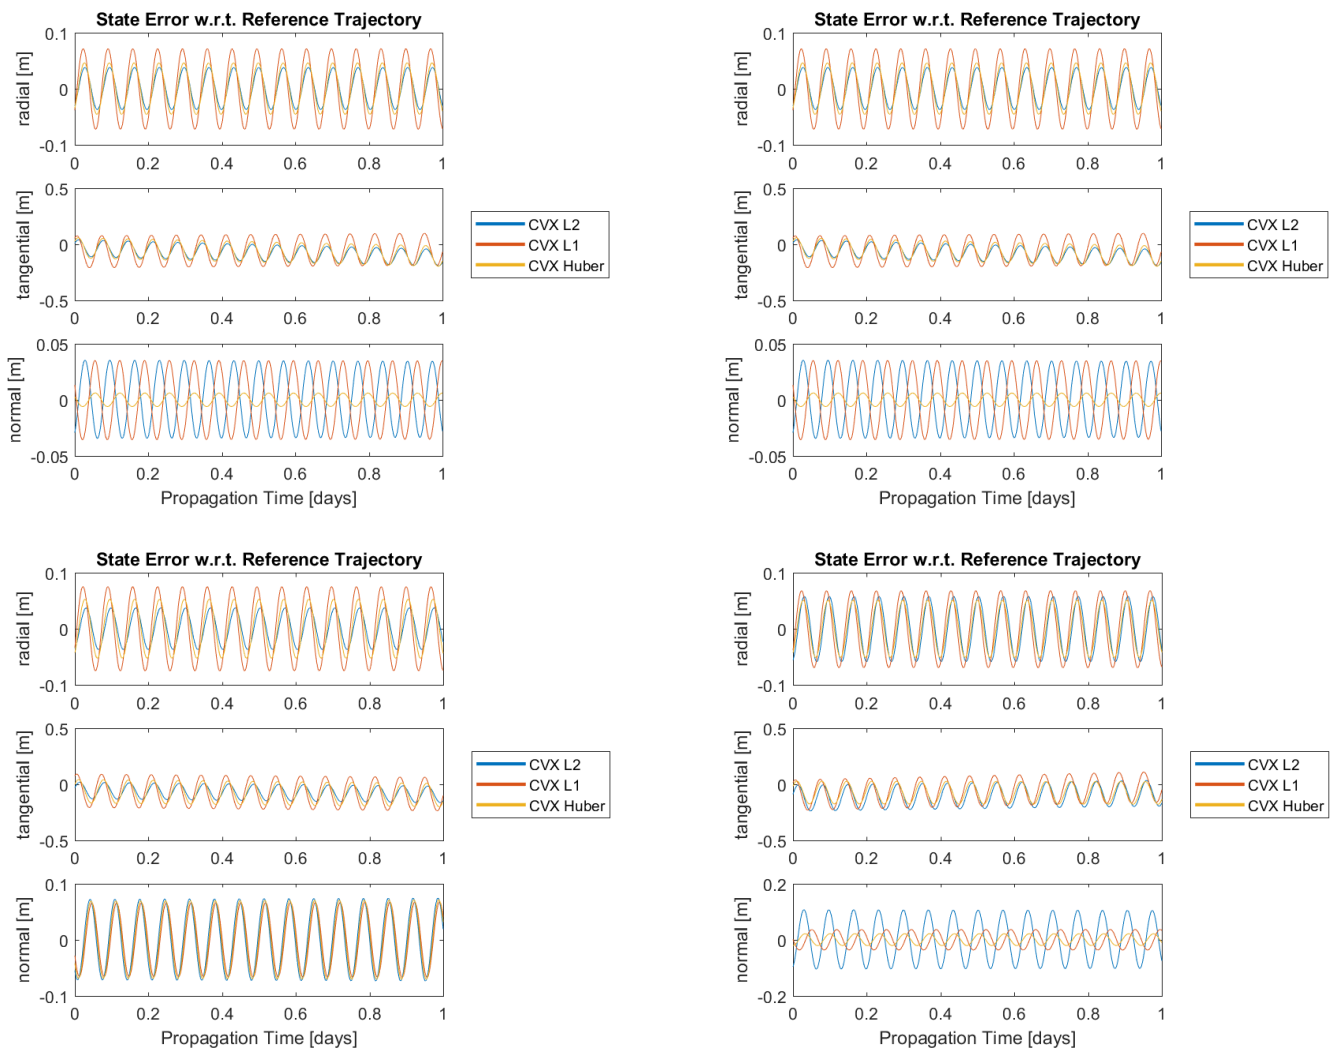 State Error w.r.t. Reference Trajectory
0.1
0
-0.1
radial [m]
0 0.2 0.4 0.6 0.8 1
0.5
0
-0.5
tangential [m]
0 0.2 0.4 0.6 0.8 1
CVX L2
CVX L1
CVX Huber
0.05
0
-0.05
normal [m]
0 0.2 0.4 0.6 0.8 1
Propagation Time [days]
State Error w.r.t. Reference Trajectory
0.1
0
-0.1
radial [m]
0 0.2 0.4 0.6 0.8 1
0.5
0
-0.5
tangential [m]
0 0.2 0.4 0.6 0.8 1
CVX L2
CVX L1
CVX Huber
0.05
0
-0.05
normal [m]
0 0.2 0.4 0.6 0.8 1
Propagation Time [days]
State Error w.r.t. Reference Trajectory
0.1
0
-0.1
radial [m]
0 0.2 0.4 0.6 0.8 1
0.5
0
-0.5
tangential [m]
0 0.2 0.4 0.6 0.8 1
CVX L2
CVX L1
CVX Huber
0.1
0
-0.1
normal [m]
0 0.2 0.4 0.6 0.8 1
Propagation Time [days]
State Error w.r.t. Reference Trajectory
0.1
0
-0.1
radial [m]
0 0.2 0.4 0.6 0.8 1
0.5
0
-0.5
tangential [m]
0 0.2 0.4 0.6 0.8 1
CVX L2
CVX L1
CVX Huber
0.2
0
-0.2
normal [m]
0 0.2 0.4 0.6 0.8 1
Propagation Time [days]